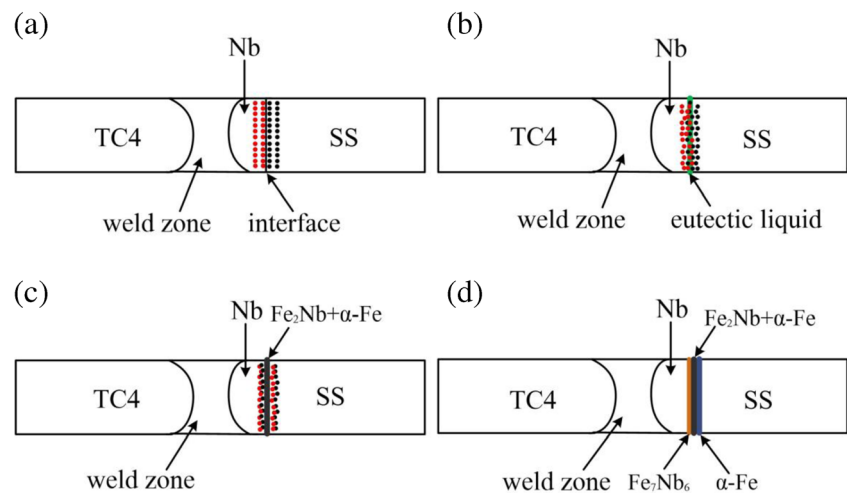 (a)
Nb
TC4
SS
weld zone
interface
(b)
Nb
TC4
SS
weld zone
eutectic liquid
(c)
Nb
Fe₂Nb+α-Fe
TC4
SS
weld zone
(d)
Fe₂Nb+α-Fe
Nb
TC4
SS
weld zone
Fe₇Nb₆
α-Fe